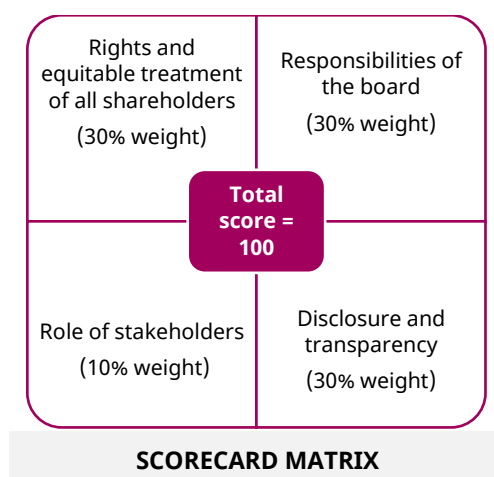 Rights and
equitable treatment
of all shareholders
(30% weight)
Responsibilities of
the board
(30% weight)
Total
score =
100
Role of stakeholders
(10% weight)
Disclosure and
transparency
(30% weight)
SCORECARD MATRIX